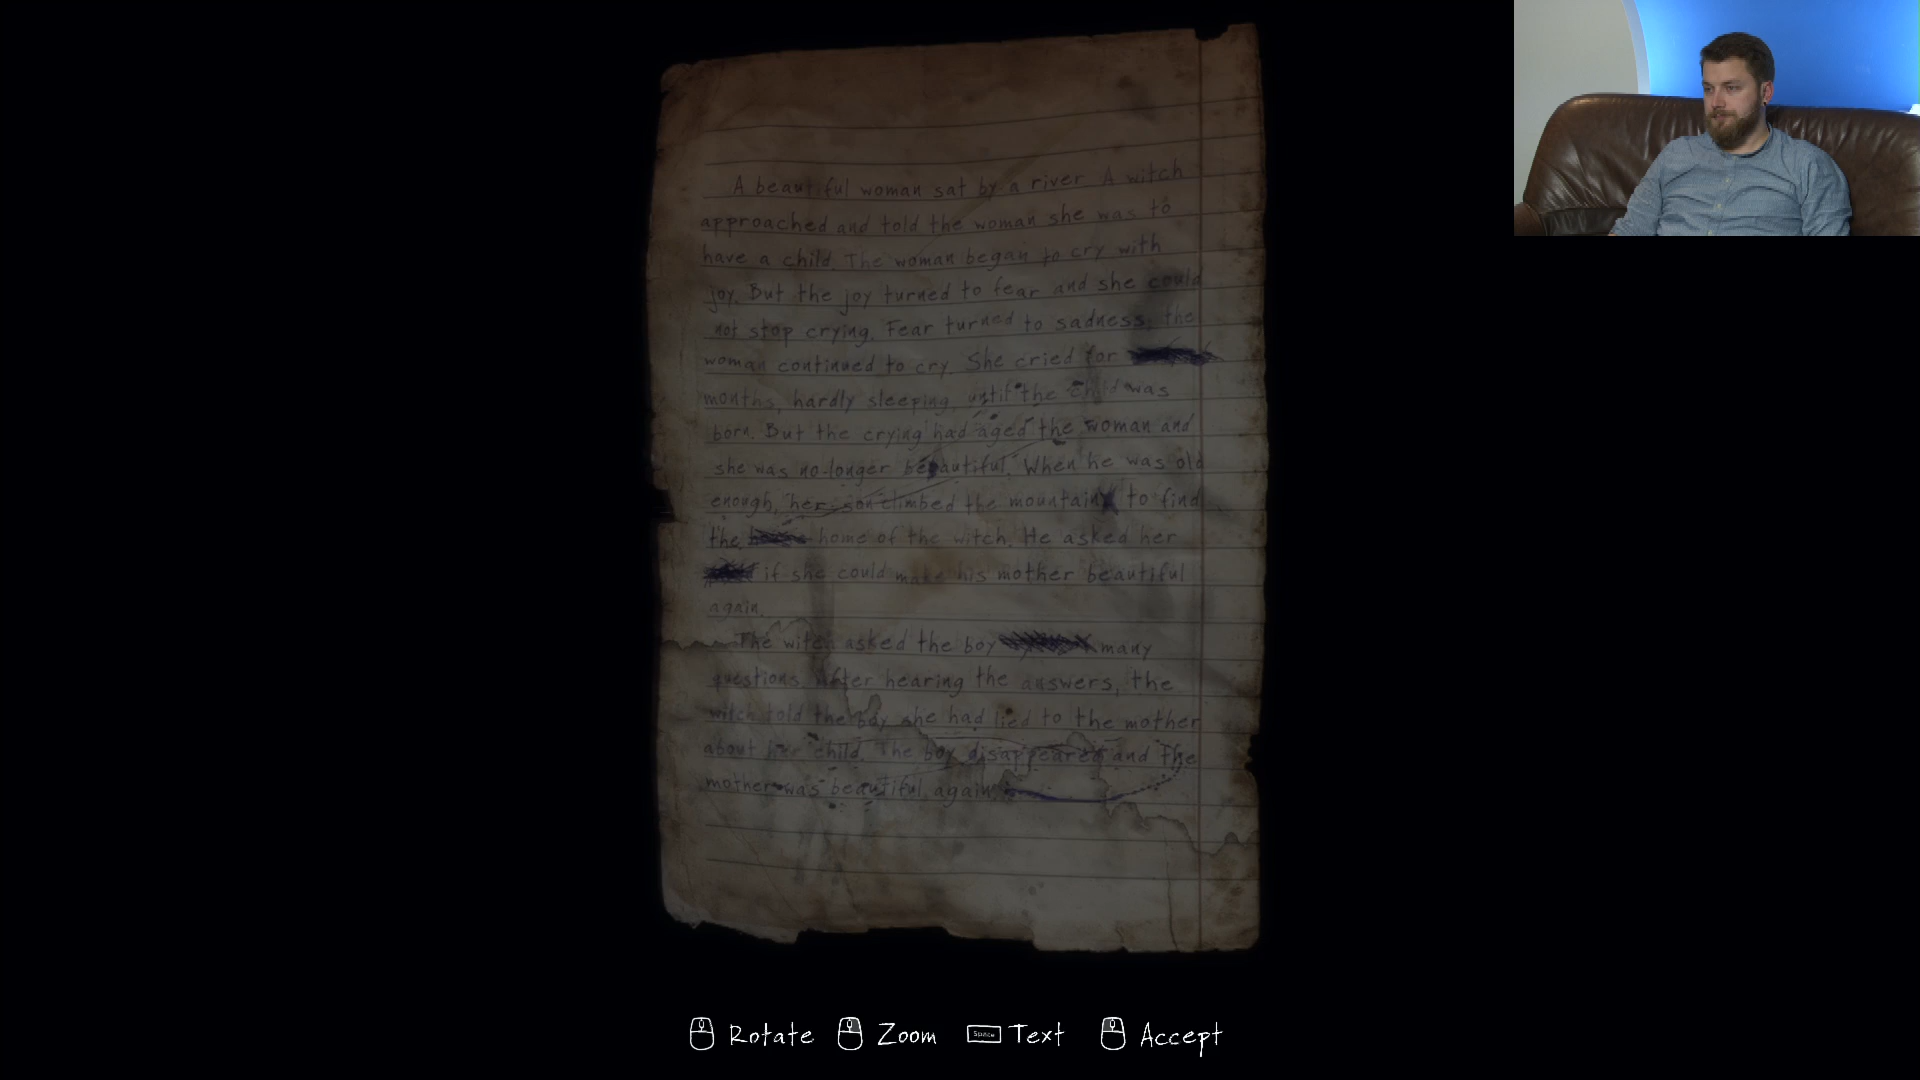 A beautiful woman sat by a river A witch
approached and told the woman she was to
have a child. The woman began to cry with
joy. But the joy turned to fear and she could
not stop crying. Fear turned to sadness; the
woman continued to cry. She cried for
months, hardly sleeping, until the child was
born. But the crying had aged the woman and
she was no longer beautiful. When he was old
enough, her son climbed the mountain to find
the home of the witch. He asked her
if she could make his mother beautiful
again.
The witch asked the boy many
questions. After hearing the answers, the
witch told the boy she had lied to the mother
about her child. The boy disappeared and the
mother was beautiful again.
Rotate Zoom Space Text Accept